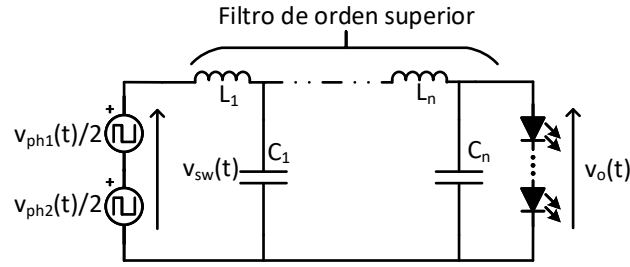 Filtro de orden superior
L1
Ln
+
vph1(t)/2
vsw(t)
C1
Cn
vo(t)
+
vph2(t)/2